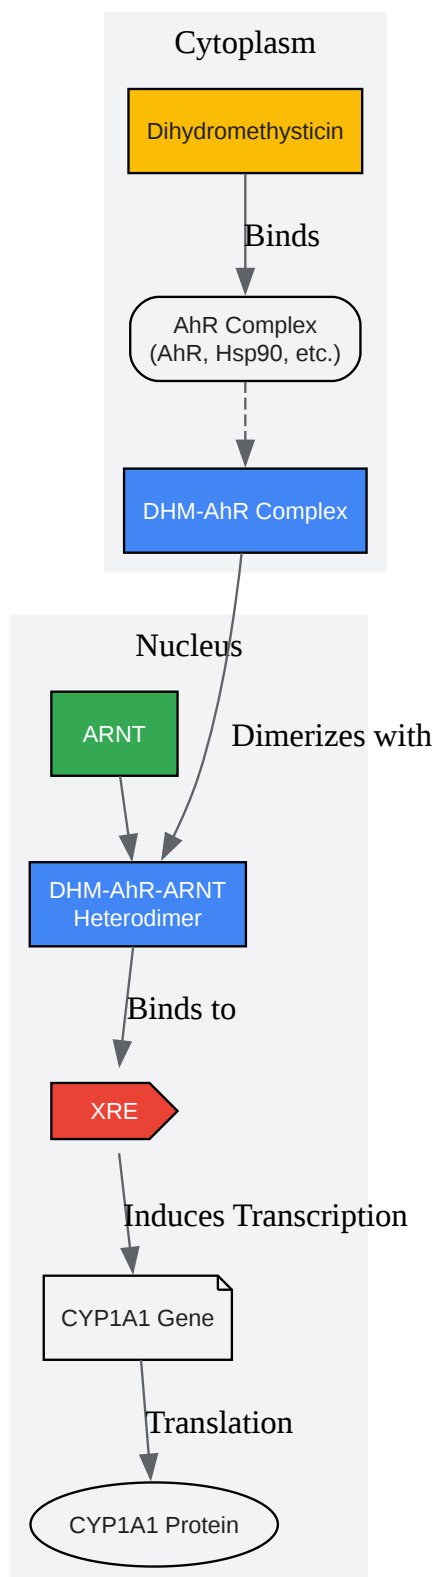 Cytoplasm
Dihydromethysticin
Binds
AhR Complex
(AhR, Hsp90, etc.)
DHM-AhR Complex
Nucleus
ARNT
Dimerizes with
DHM-AhR-ARNT
Heterodimer
Binds to
XRE
Induces Transcription
CYP1A1 Gene
Translation
CYP1A1 Protein